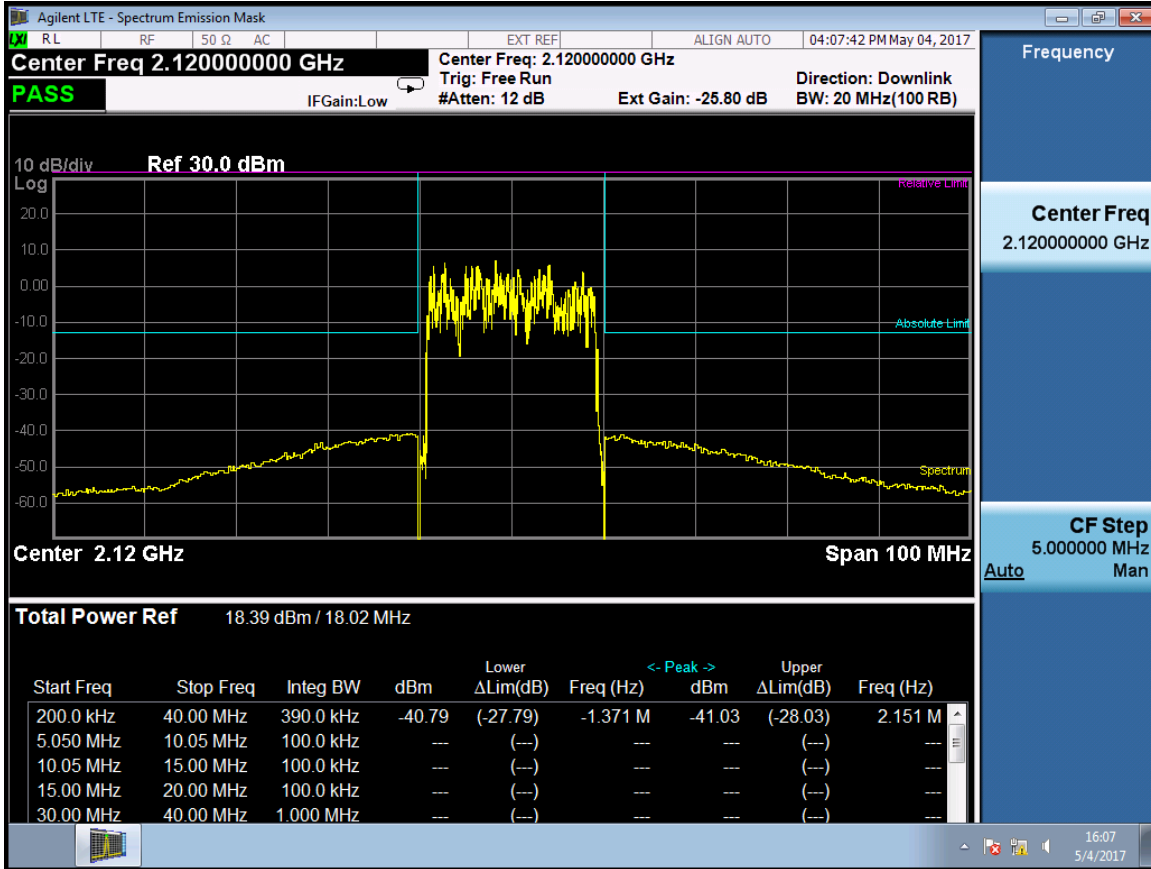 Agilent LTE - Spectrum Emission Mask
LXI RL RF 50 Ω AC EXT REF ALIGN AUTO 04:07:42 PM May 04, 2017
Center Freq 2.120000000 GHz
PASS
IFGain:Low
Center Freq: 2.120000000 GHz
Trig: Free Run
#Atten: 12 dB
Ext Gain: -25.80 dB
Direction: Downlink
BW: 20 MHz(100 RB)
10 dB/div Ref 30.0 dBm
Log
Relative Limit
20.0
10.0
0.00
-10.0
Absolute Limit
-20.0
-30.0
-40.0
-50.0
Spectrum
-60.0
Center 2.12 GHz Span 100 MHz
Total Power Ref 18.39 dBm / 18.02 MHz
Lower <- Peak -> Upper
Start Freq Stop Freq Integ BW dBm ΔLim(dB) Freq (Hz) dBm ΔLim(dB) Freq (Hz)
200.0 kHz 40.00 MHz 390.0 kHz -40.79 (-27.79) -1.371 M -41.03 (-28.03) 2.151 M
5.050 MHz 10.05 MHz 100.0 kHz --- (---) --- --- (---) ---
10.05 MHz 15.00 MHz 100.0 kHz --- (---) --- --- (---) ---
15.00 MHz 20.00 MHz 100.0 kHz --- (---) --- --- (---) ---
30.00 MHz 40.00 MHz 1.000 MHz --- (---) --- --- (---) ---
Frequency
Center Freq
2.120000000 GHz
CF Step
5.000000 MHz
Auto Man
16:07
5/4/2017